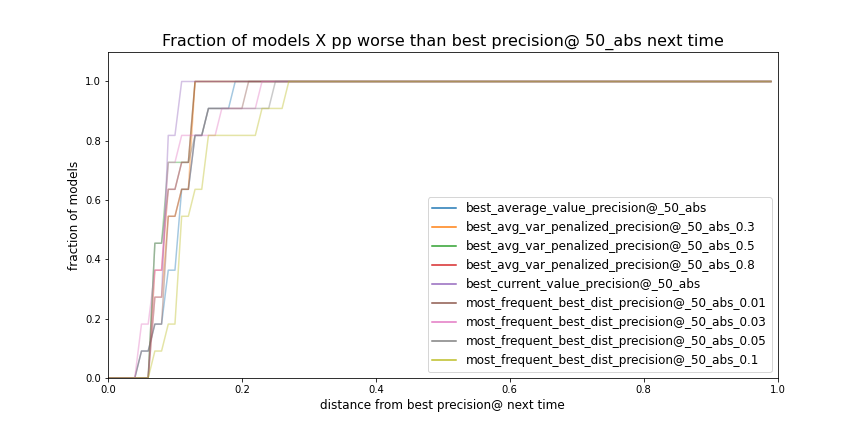 Fraction of models X pp worse than best precision@ 50_abs next time
fraction of models
1.0
0.8
0.6
0.4
0.2
0.0
best_average_value_precision@_50_abs
best_avg_var_penalized_precision@_50_abs_0.3
best_avg_var_penalized_precision@_50_abs_0.5
best_avg_var_penalized_precision@_50_abs_0.8
best_current_value_precision@_50_abs
most_frequent_best_dist_precision@_50_abs_0.01
most_frequent_best_dist_precision@_50_abs_0.03
most_frequent_best_dist_precision@_50_abs_0.05
most_frequent_best_dist_precision@_50_abs_0.1
0.0 0.2 0.4 0.6 0.8 1.0
distance from best precision@ next time